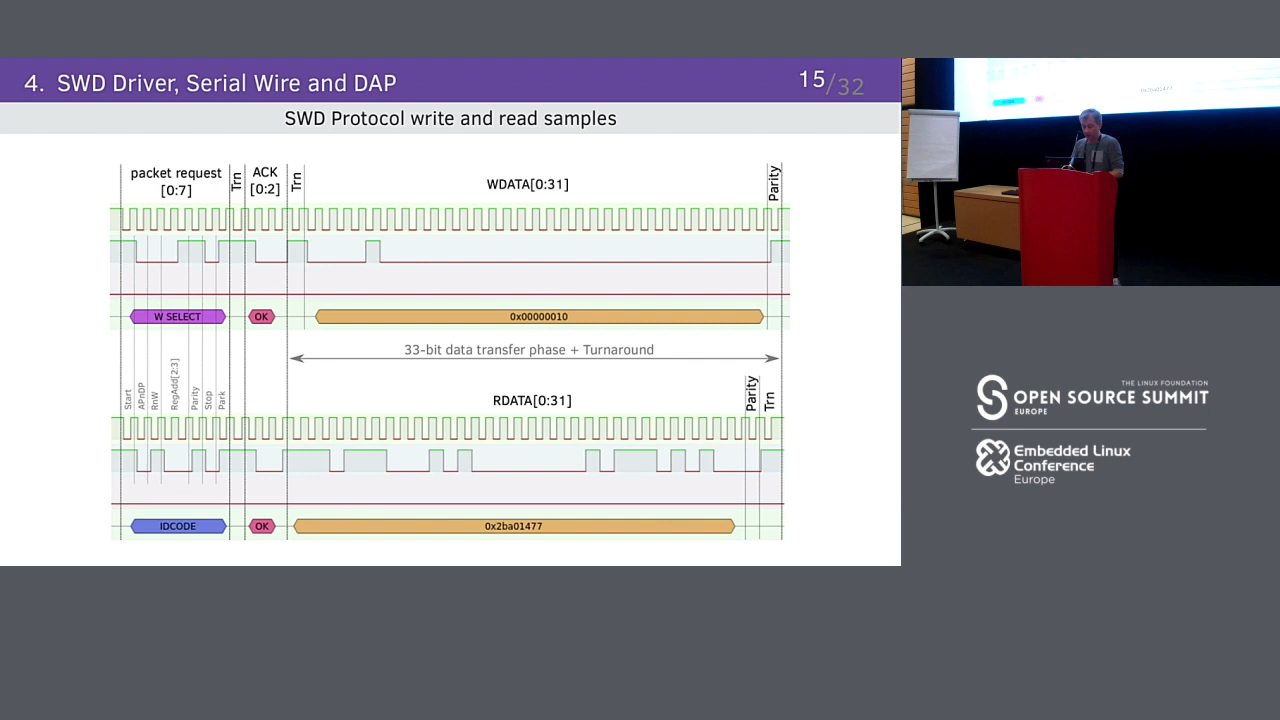 4. SWD Driver, Serial Wire and DAP
15/32
SWD Protocol write and read samples
packet request
[0:7]
Trn
ACK
[0:2]
Trn
WDATA[0:31]
Parity
W SELECT
OK
0x00000010
33-bit data transfer phase + Turnaround
Start
APnDP
RnW
RegAdd[2:3]
Parity
Stop
Park
RDATA[0:31]
Parity
Trn
IDCODE
OK
0x2ba01477
0x2ba01477
THE LINUX FOUNDATION
OPEN SOURCE SUMMIT
EUROPE
Embedded Linux
Conference
Europe